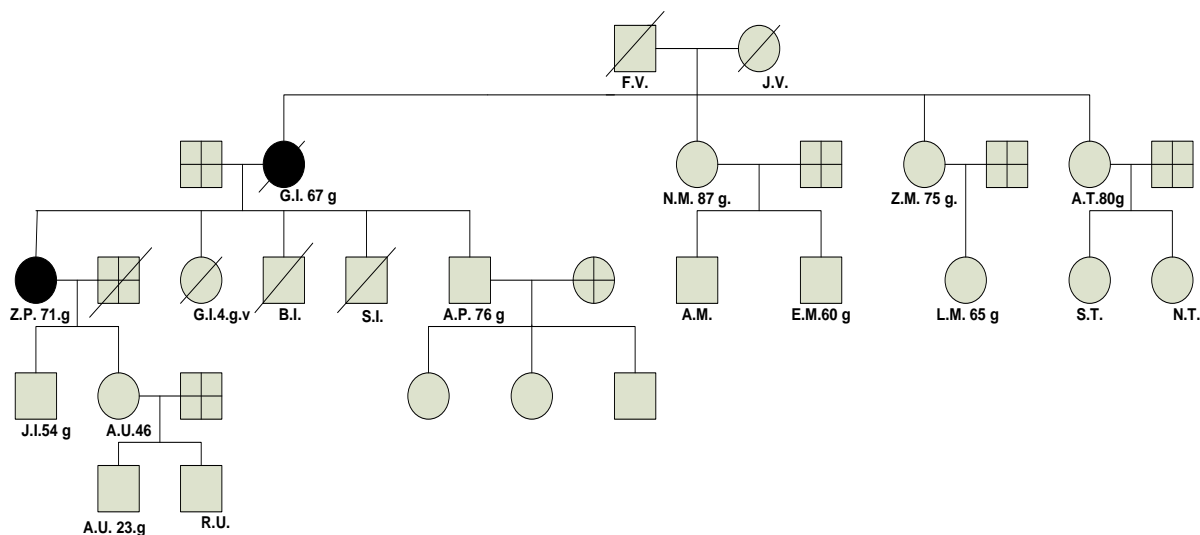 F.V.
J.V.
G.I. 67 g
N.M. 87 g.
Z.M. 75 g.
A.T.80g
Z.P. 71.g
G.I.4.g.v
B.I.
S.I.
A.P. 76 g
A.M.
E.M.60 g
L.M. 65 g
S.T.
N.T.
J.I.54 g
A.U.46
A.U. 23.g
R.U.